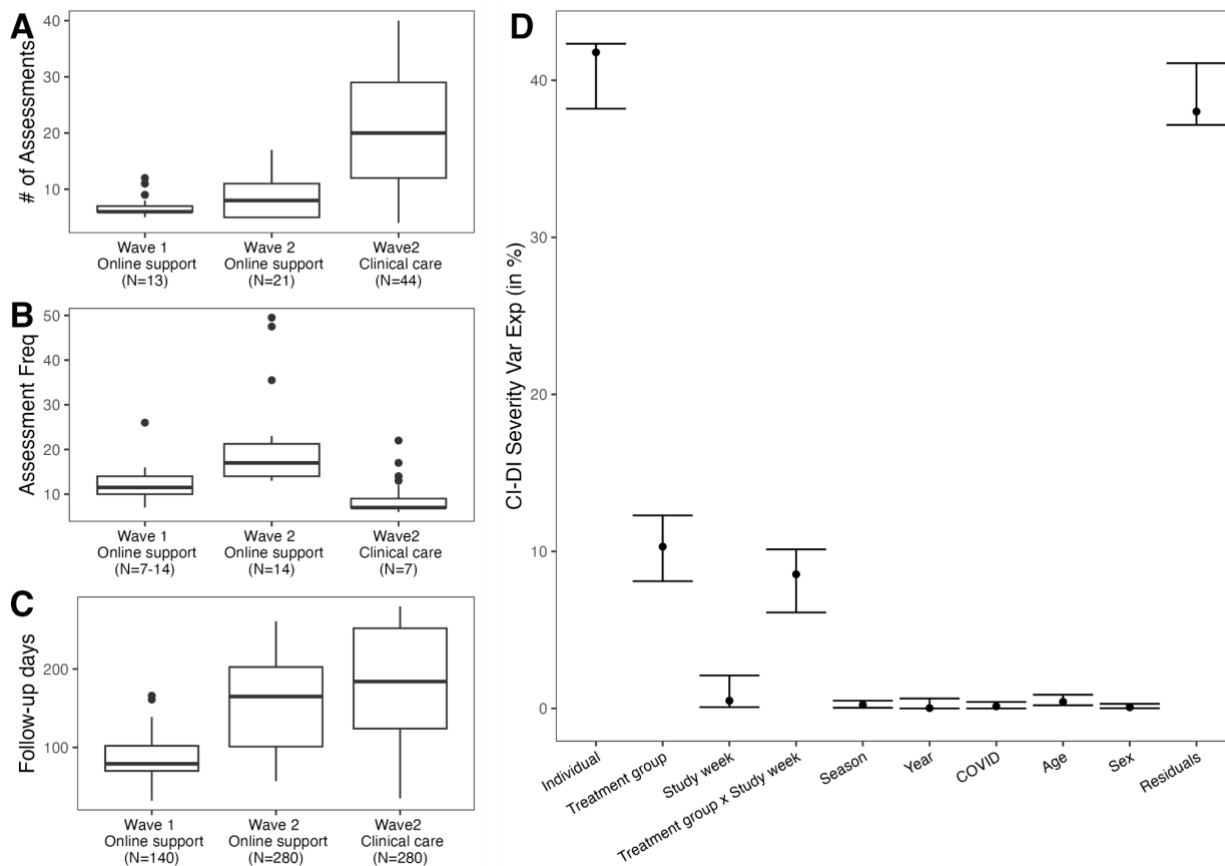 A
# of Assessments
40
30
20
10
Wave 1
Online support
(N=13)
Wave 2
Online support
(N=21)
Wave2
Clinical care
(N=44)
B
Assessment Freq
50
40
30
20
10
Wave 1
Online support
(N=7-14)
Wave 2
Online support
(N=14)
Wave2
Clinical care
(N=7)
C
Follow-up days
200
100
Wave 1
Online support
(N=140)
Wave 2
Online support
(N=280)
Wave2
Clinical care
(N=280)
D
CI-DI Severity Var Exp (in %)
40
30
20
10
0
Individual
Treatment group
Study week
Treatment group x Study week
Season
Year
COVID
Age
Sex
Residuals